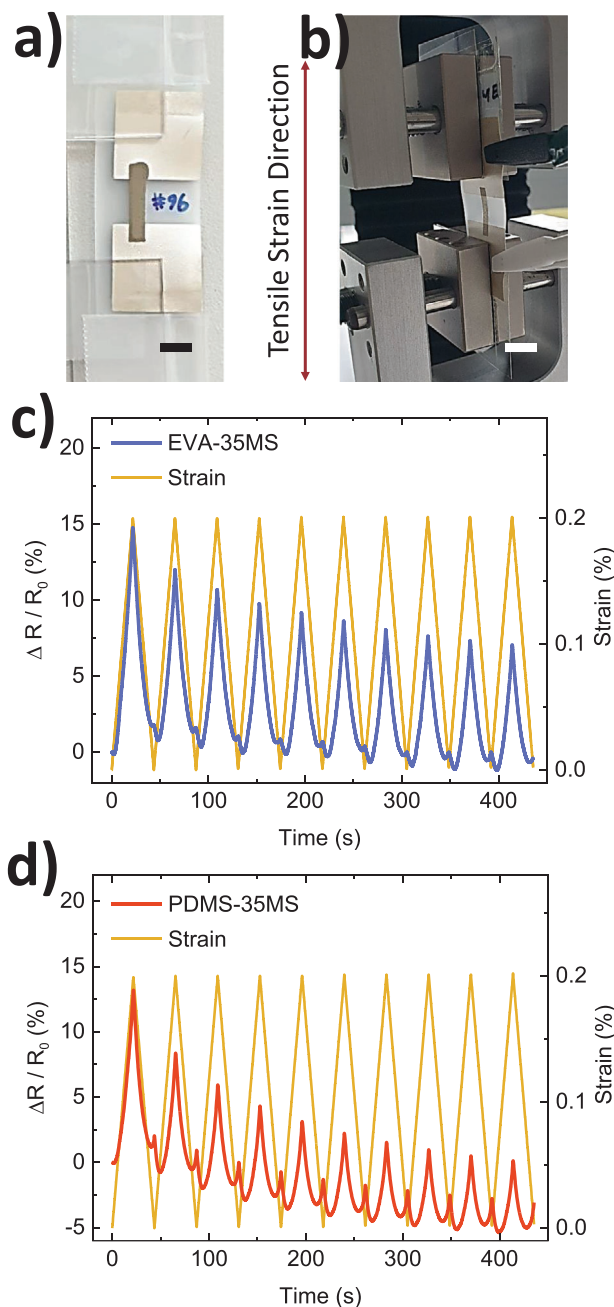 a)
#96
b)
Tensile Strain Direction
c)
EVA-35MS
Strain
Δ R / R0 (%)
20
15
10
5
0
Strain (%)
0.2
0.1
0.0
0 100 200 300 400
Time (s)
d)
PDMS-35MS
Strain
ΔR / R0 (%)
20
15
10
5
0
-5
Strain (%)
0.2
0.1
0.0
0 100 200 300 400
Time (s)